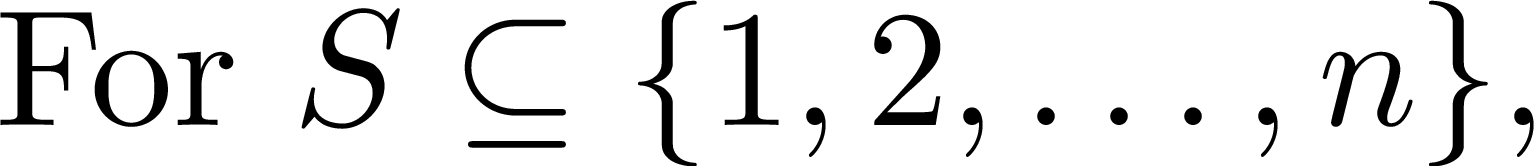 For S ⊆ {1, 2, . . . , n},